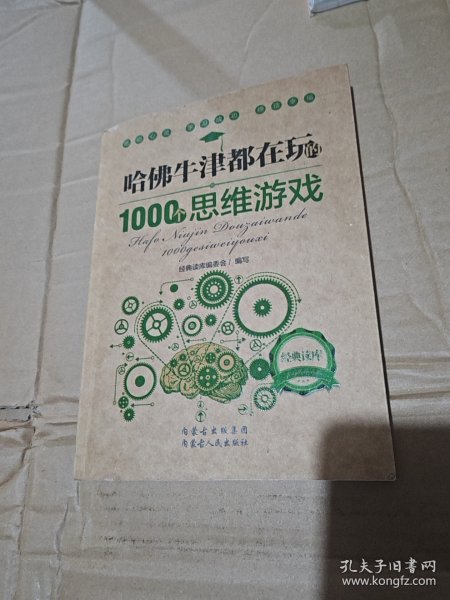 哈佛牛津都在玩的
1000个思维游戏
Hafo Niujin Douzaiwande
1000gesiweiyouxi
经典读库编委会/编写
经典读库
内蒙古出版集团
内蒙古人民出版社
孔夫子旧书网
www.kongfz.com